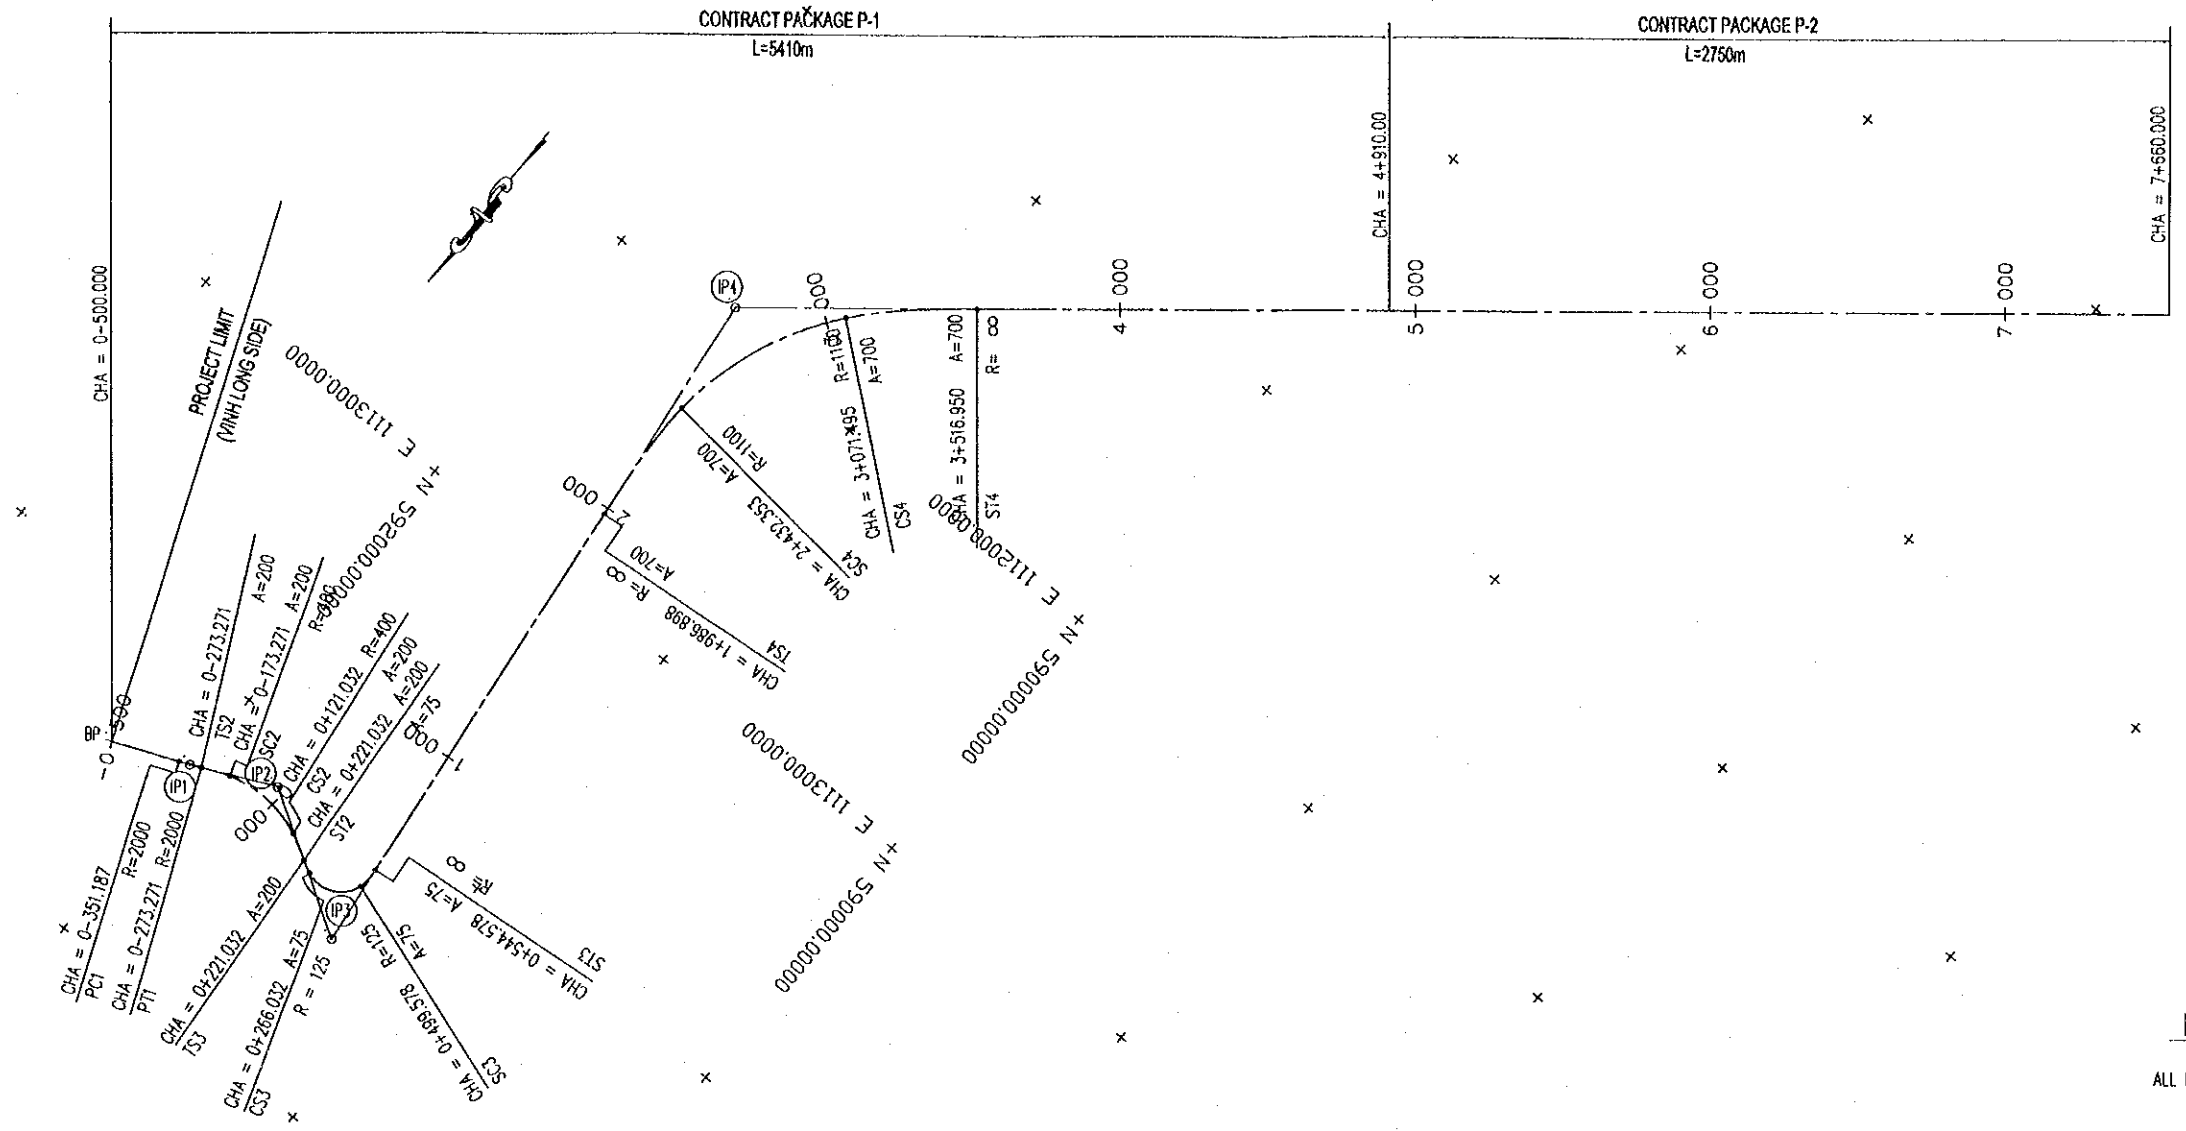 CONTRACT PACKAGE P-1
L=5410m
CONTRACT PACKAGE P-2
L=2750m
CHA = 0-500.000
CHA = 4+910.00
CHA = 7+660.000
PROJECT LIMIT
(VINH LONG SIDE)
E 1113000.0000
+N 592000.0000
IP4
000
4 000
5 000
6 000
7 000
R=1100
A=700
CHA = 3+071.495
CS4
A=700
R= ∞
CHA = 3+516.950
ST4
E 1112000.0000
+N 590000.0000
A=700
R=1100
CHA = 2+432.353
SC4
2 000
A=700
R= ∞
CHA = 1+986.898
TS4
1 000
BP
-0 500
CHA = 0-273.271
A=200
TS2
CHA = 0-173.271
A=200
SC2
CHA = 0+121.032
R=400
A=200
CS2
CHA = 0+221.032
A=200
A=75
ST2
IP1
IP2
000
IP3
CHA = 0-351.187
R=2000
PC1
CHA = 0-273.271
R=2000
PT1
CHA = 0+221.032
A=200
TS3
CHA = 0+266.032
A=75
R = 125
CS3
R=125
A=75
CHA = 0+499.578
SC3
A=75
CHA = 0+544.578
ST3
E 1113000.0000
+N 590000.0000
ALL